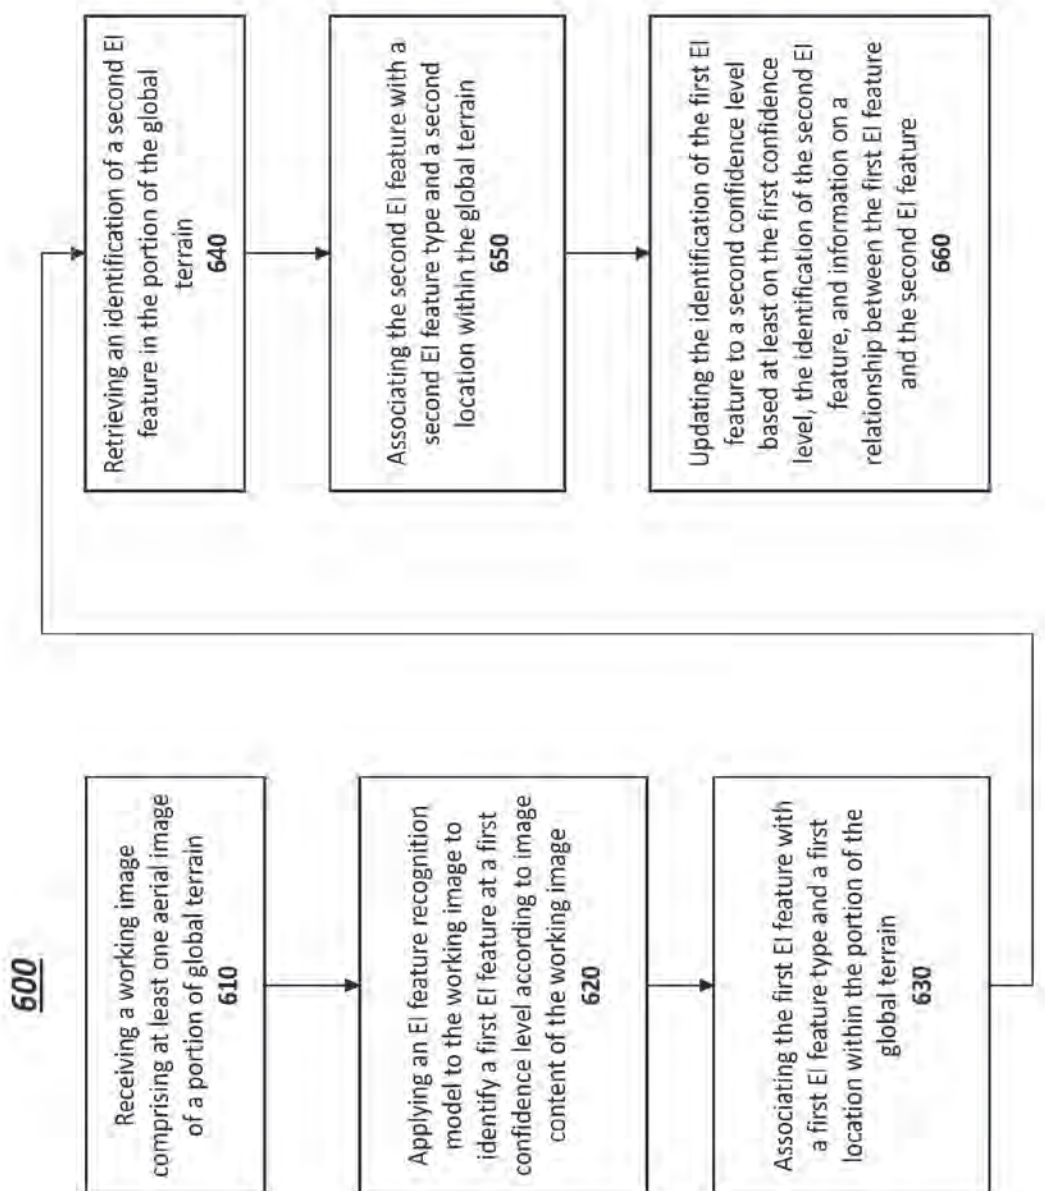 600
Receiving a working image
comprising at least one aerial image
of a portion of global terrain
610
Applying an EI feature recognition
model to the working image to
identify a first EI feature at a first
confidence level according to image
content of the working image
620
Associating the first EI feature with
a first EI feature-type and a first
location within the portion of the
global terrain
630
Retrieving an identification of a second EI
feature in the portion of the global
terrain
640
Associating the second EI feature with a
second EI feature type and a second
location within the global terrain
650
Updating the identification of the first EI
feature to a second confidence level
based at least on the first confidence
level, the identification of the second EI
feature, and information on a
relationship between the first EI feature
and the second EI feature
660